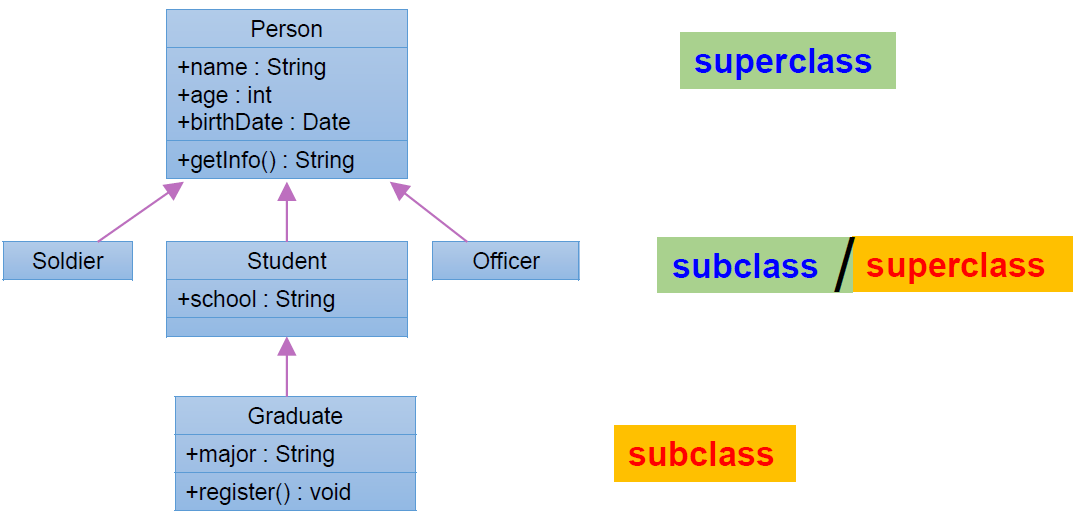 Person
+name : String
+age : int
+birthDate : Date
+getInfo() : String
superclass
Soldier
Student
+school : String
Officer
subclass / superclass
Graduate
+major : String
+register() : void
subclass